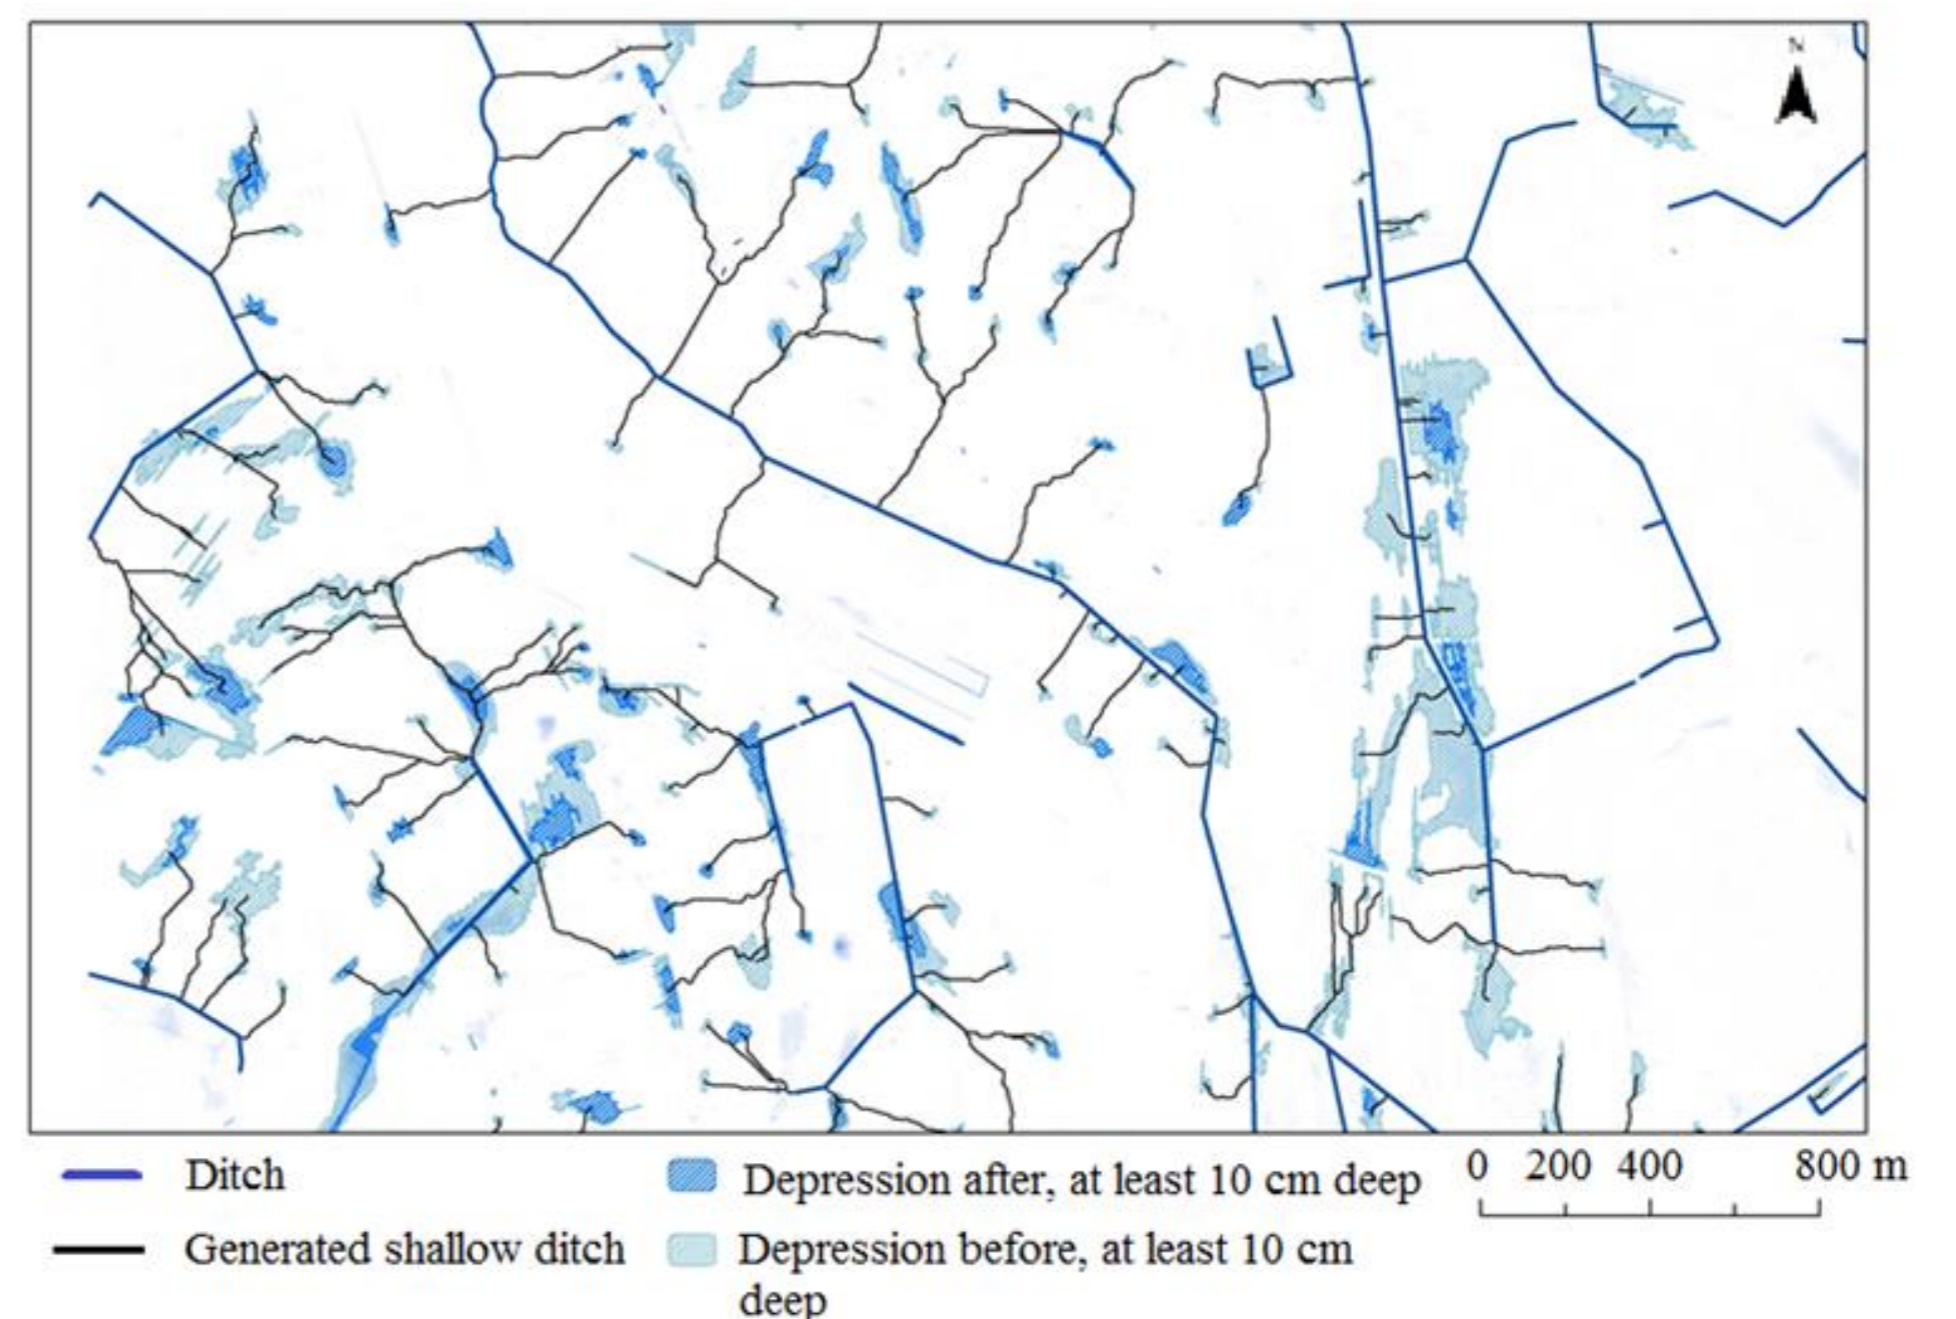 N
Ditch
Generated shallow ditch
Depression after, at least 10 cm deep
Depression before, at least 10 cm
deep
0 200 400 800 m